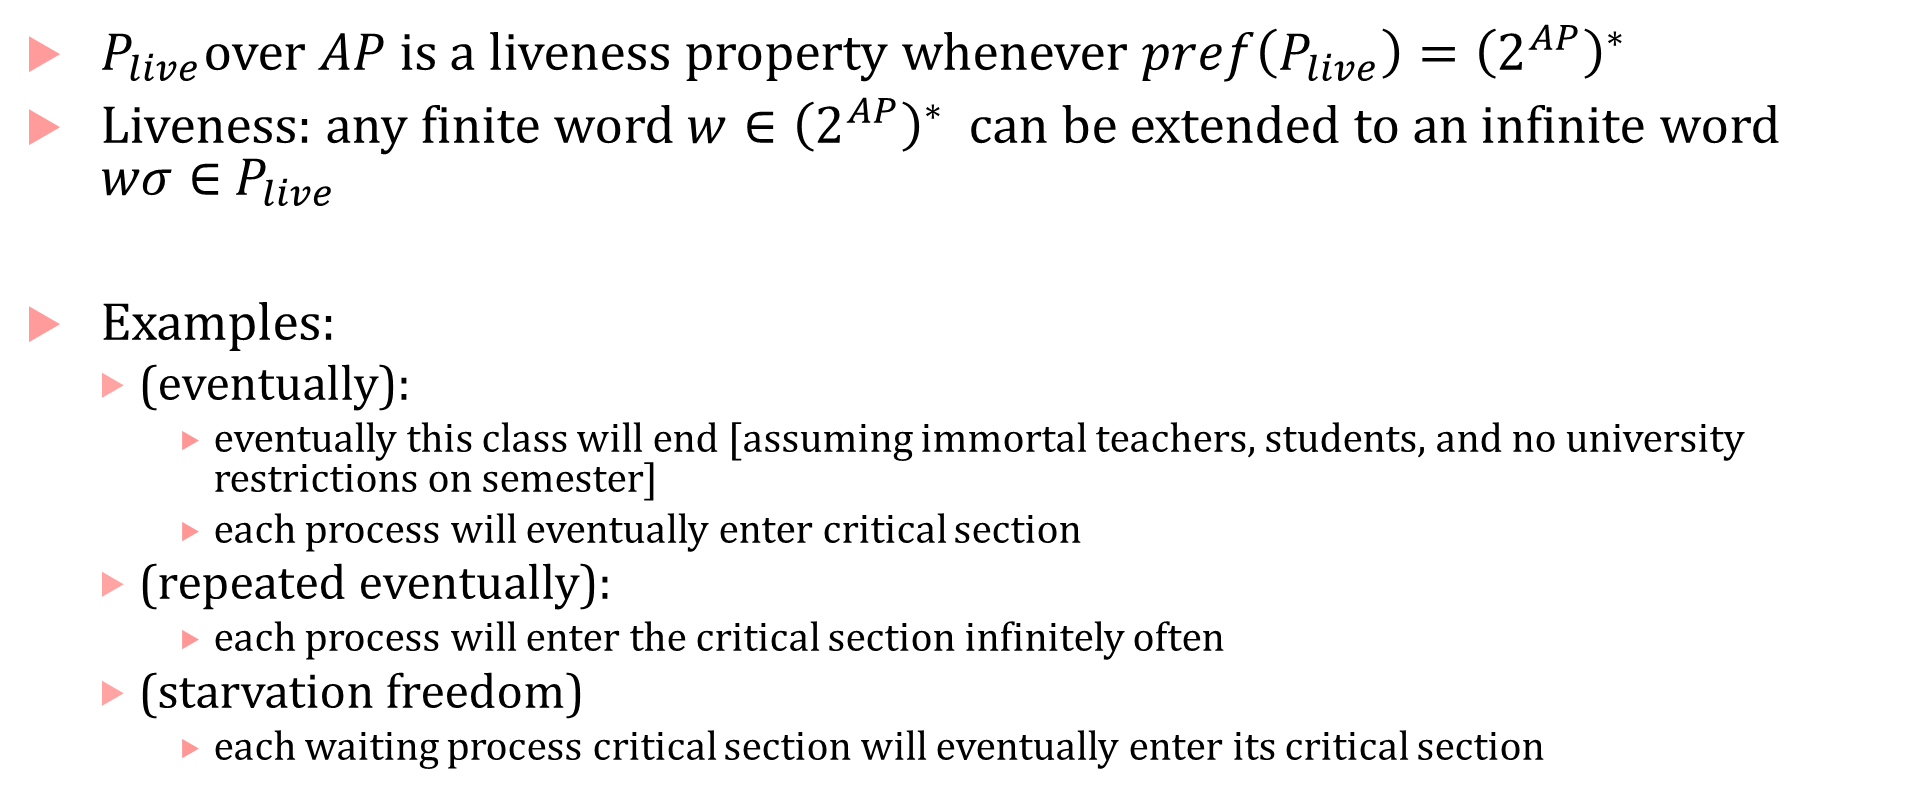 ▶ P_live over AP is a liveness property whenever pref(P_live) = (2^AP)^*
▶ Liveness: any finite word w ∈ (2^AP)^* can be extended to an infinite word
wσ ∈ P_live
▶ Examples:
▶ (eventually):
▶ eventually this class will end [assuming immortal teachers, students, and no university
restrictions on semester]
▶ each process will eventually enter critical section
▶ (repeated eventually):
▶ each process will enter the critical section infinitely often
▶ (starvation freedom)
▶ each waiting process critical section will eventually enter its critical section